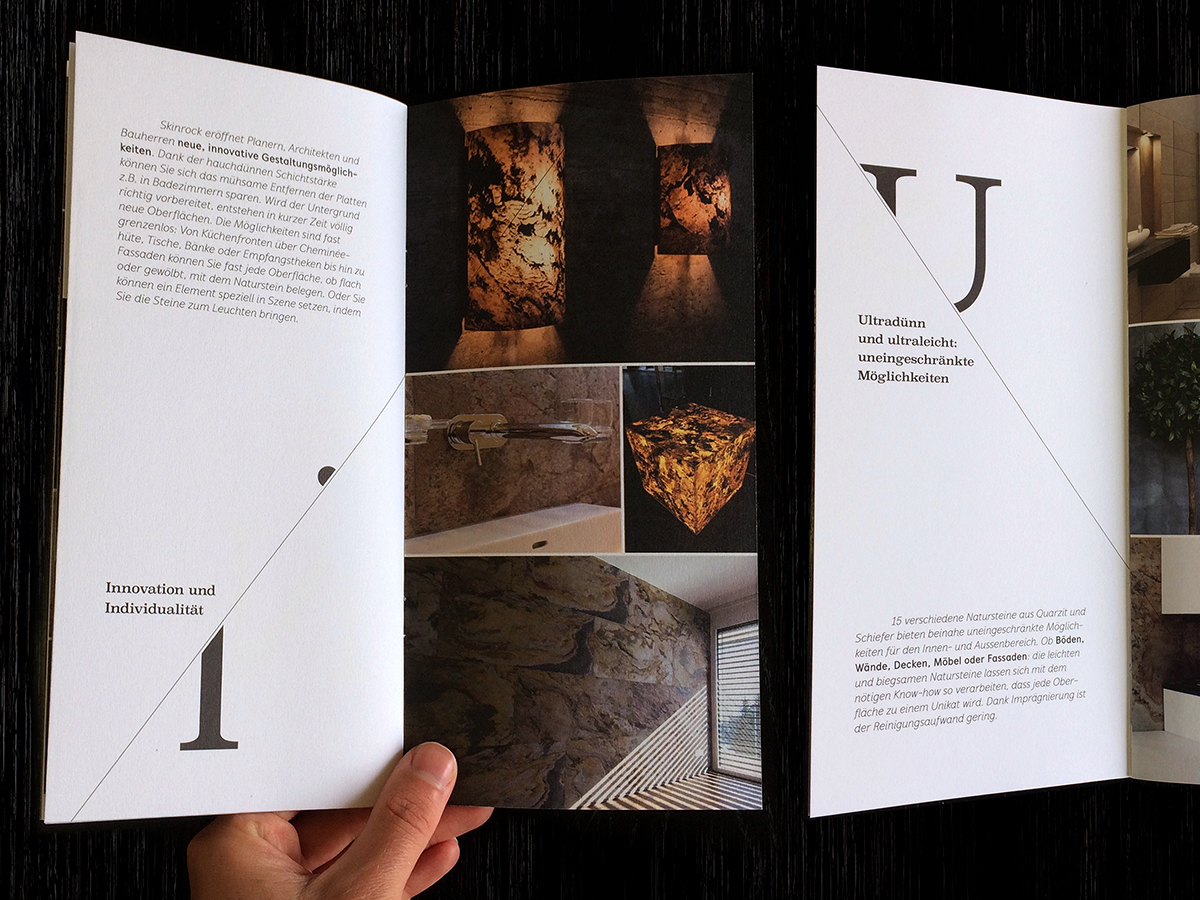 Skinrock eröffnet Planern, Architekten und
Bauherren neue, innovative Gestaltungsmöglich-
keiten. Dank der hauchdünnen Schichtstärke
können Sie sich das mühsame Entfernen der Platten
z.B. in Badezimmern sparen. Wird der Untergrund
richtig vorbereitet, entstehen in kurzer Zeit völlig
neue Oberflächen. Die Möglichkeiten sind fast
grenzenlos: Von Küchenfronten über Cheminée-
hüte, Tische, Bänke oder Empfangstheken bis hin zu
Fassaden können Sie fast jede Oberfläche, ob flach
oder gewölbt, mit dem Naturstein belegen. Oder Sie
können ein Element speziell in Szene setzen, indem
Sie die Steine zum Leuchten bringen.
Innovation und
Individualität
i
U
Ultradünn
und ultraleicht:
uneingeschränkte
Möglichkeiten
15 verschiedene Natursteine aus Quarzit und
Schiefer bieten beinahe uneingeschränkte Möglich-
keiten für den Innen- und Aussenbereich. Ob Böden,
Wände, Decken, Möbel oder Fassaden: die leichten
und biegsamen Natursteine lassen sich mit dem
nötigen Know-how so verarbeiten, dass jede Ober-
fläche zu einem Unikat wird. Dank Imprägnierung ist
der Reinigungsaufwand gering.